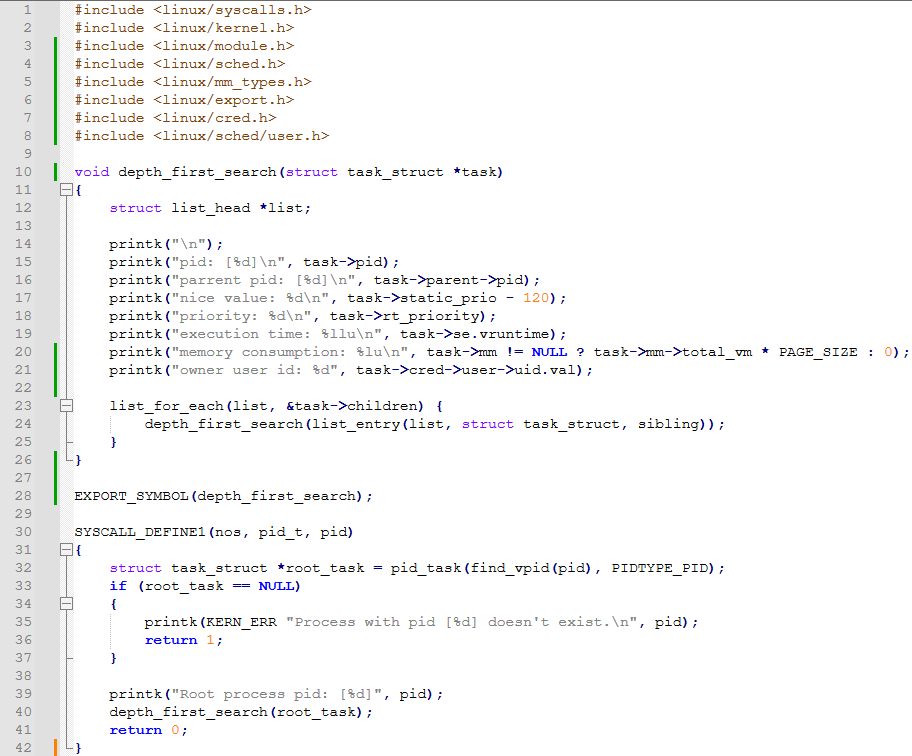 1 #include <linux/syscalls.h>
2 #include <linux/kernel.h>
3 #include <linux/module.h>
4 #include <linux/sched.h>
5 #include <linux/mm_types.h>
6 #include <linux/export.h>
7 #include <linux/cred.h>
8 #include <linux/sched/user.h>
9
10 void depth_first_search(struct task_struct *task)
11 {
12     struct list_head *list;
13
14     printk("\n");
15     printk("pid: [%d]\n", task->pid);
16     printk("parrent pid: [%d]\n", task->parent->pid);
17     printk("nice value: %d\n", task->static_prio - 120);
18     printk("priority: %d\n", task->rt_priority);
19     printk("execution time: %llu\n", task->se.vruntime);
20     printk("memory consumption: %lu\n", task->mm != NULL ? task->mm->total_vm * PAGE_SIZE : 0);
21     printk("owner user id: %d", task->cred->user->uid.val);
22
23     list_for_each(list, &task->children) {
24         depth_first_search(list_entry(list, struct task_struct, sibling));
25     }
26 }
27
28 EXPORT_SYMBOL(depth_first_search);
29
30 SYSCALL_DEFINE1(nos, pid_t, pid)
31 {
32     struct task_struct *root_task = pid_task(find_vpid(pid), PIDTYPE_PID);
33     if (root_task == NULL)
34     {
35         printk(KERN_ERR "Process with pid [%d] doesn't exist.\n", pid);
36         return 1;
37     }
38
39     printk("Root process pid: [%d]", pid);
40     depth_first_search(root_task);
41     return 0;
42 }